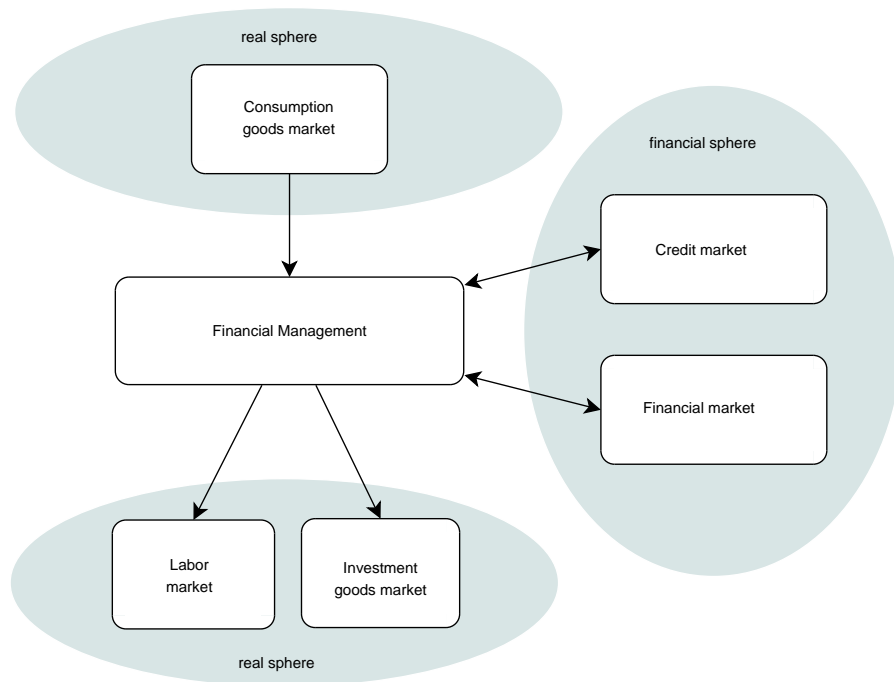 real sphere
Consumption
goods market
financial sphere
Credit market
Financial Management
Financial market
Labor
market
Investment
goods market
real sphere